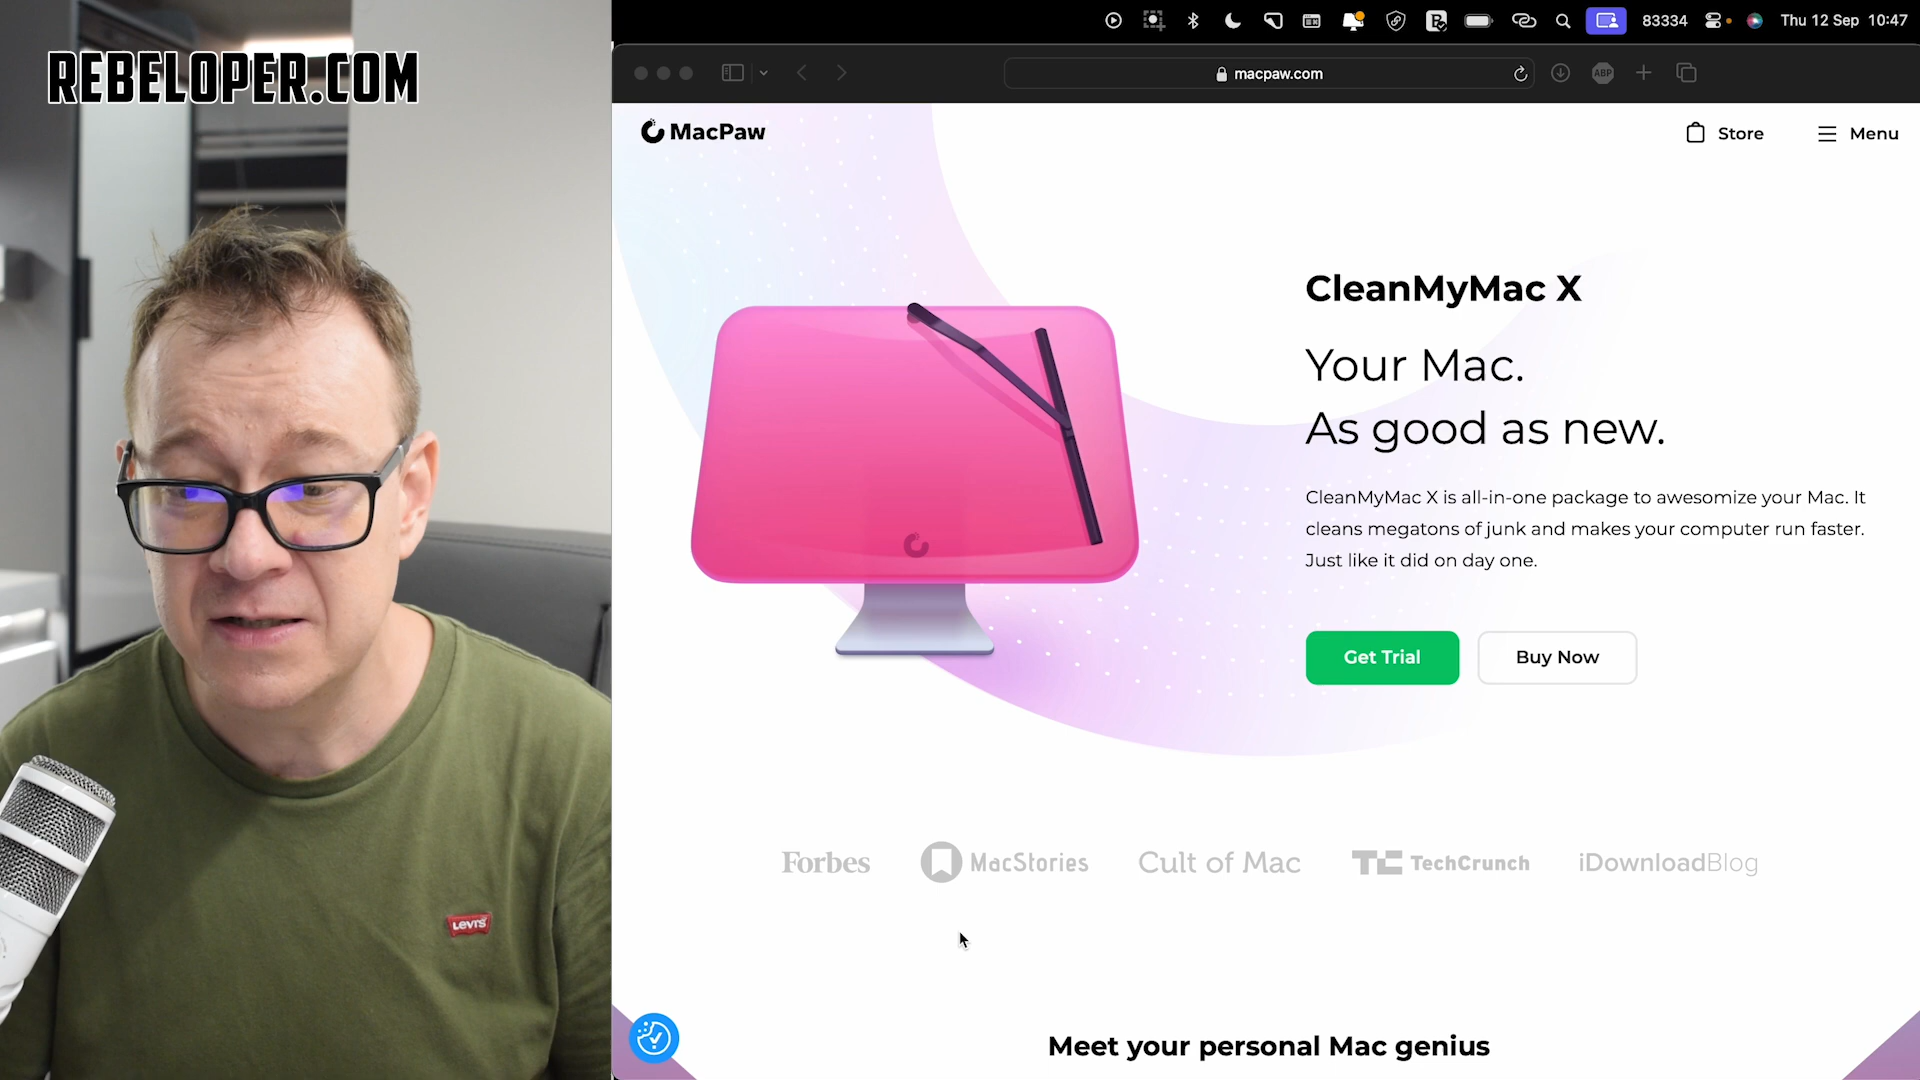 REBELOPER.COM
83334
Thu 12 Sep 10:47
macpaw.com
ABP
MacPaw
Store
Menu
CleanMyMac X
Your Mac.
As good as new.
CleanMyMac X is all-in-one package to awesomize your Mac. It
cleans megatons of junk and makes your computer run faster.
Just like it did on day one.
Get Trial
Buy Now
Forbes
MacStories
Cult of Mac
TC TechCrunch
iDownloadBlog
LEVI'S
Meet your personal Mac genius